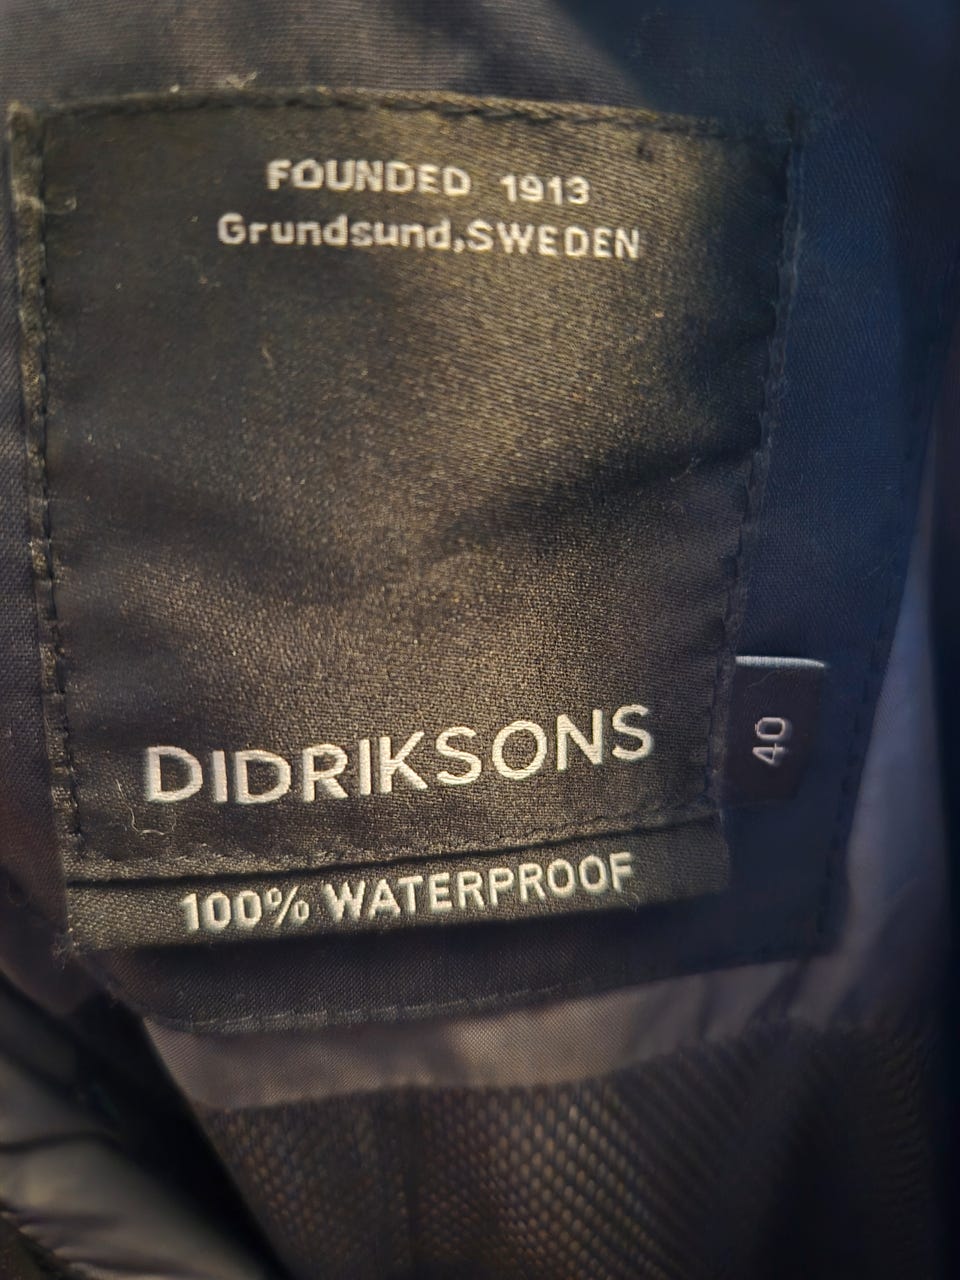 FOUNDED 1913
Grundsund,SWEDEN
DIDRIKSONS
40
100% WATERPROOF